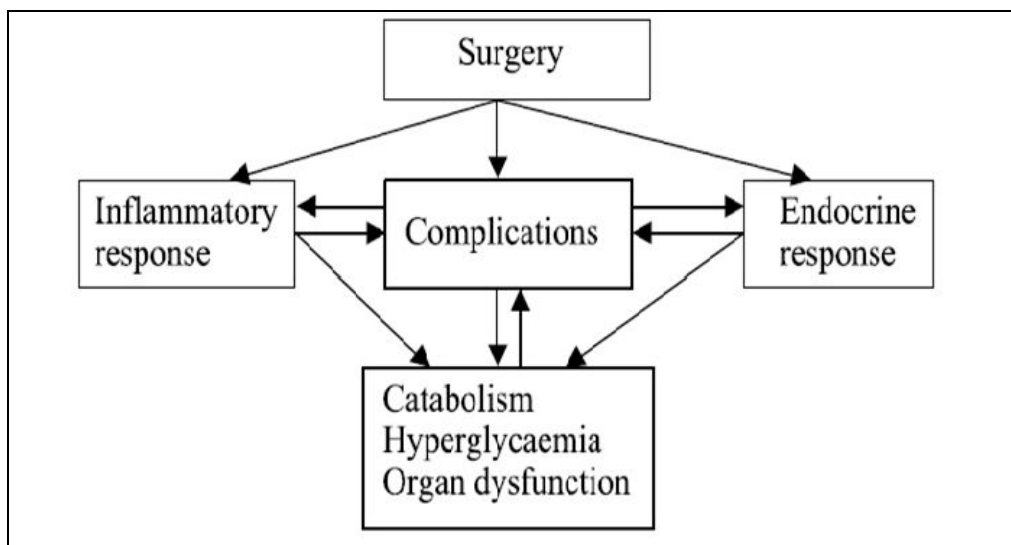 Surgery
Inflammatory
response
Complications
Endocrine
response
Catabolism
Hyperglycaemia
Organ dysfunction